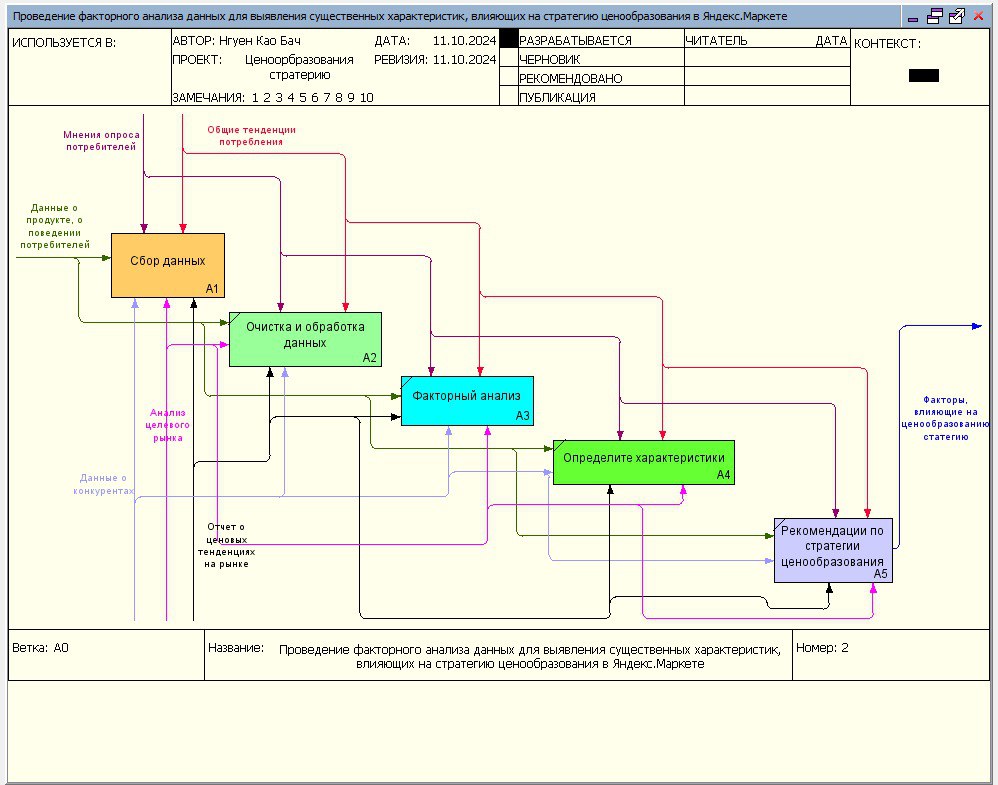 Проведение факторного анализа данных для выявления существенных характеристик, влияющих на стратегию ценообразования в Яндекс.Маркете
ИСПОЛЬЗУЕТСЯ В:
АВТОР: Нгуен Као Бач
ДАТА: 11.10.2024
ПРОЕКТ: Ценоорбразования
стратерию
РЕВИЗИЯ: 11.10.2024
ЗАМЕЧАНИЯ: 1 2 3 4 5 6 7 8 9 10
РАЗРАБАТЫВАЕТСЯ
ЧЕРНОВИК
РЕКОМЕНДОВАНО
ПУБЛИКАЦИЯ
ЧИТАТЕЛЬ
ДАТА
КОНТЕКСТ:
Мнения опроса
потребителей
Общие тенденции
потребления
Данные о
продукте, о
поведении
потребителей
Сбор данных
A1
Очистка и обработка
данных
A2
Факторный анализ
A3
Определите характеристики
A4
Рекомендации по
стратегии
ценообразования
A5
Факторы,
влияющие на
ценообразованию
статегию
Анализ
целевого
рынка
Данные о
конкурентах
Отчет о
ценовых
тенденциях
на рынке
Ветка: A0
Название:
Проведение факторного анализа данных для выявления существенных характеристик,
влияющих на стратегию ценообразования в Яндекс.Маркете
Номер: 2